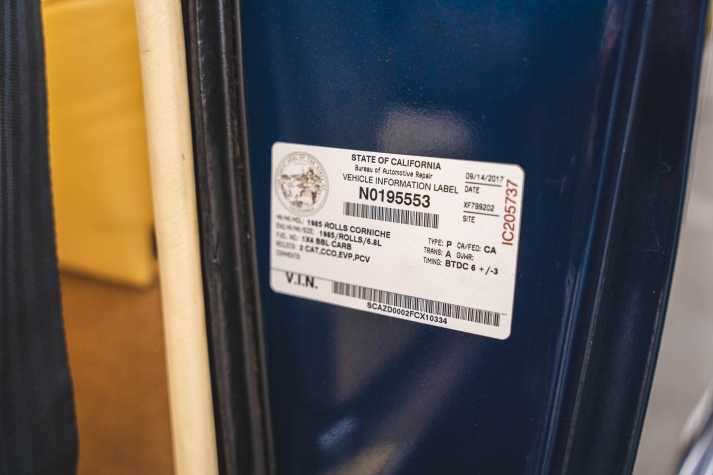 STATE OF CALIFORNIA
Bureau of Automotive Repair
VEHICLE INFORMATION LABEL
N0195553
09/14/2017
DATE
XF799202
SITE
IC205737
1985 ROLLS CORNICHE
1985/ROLLS/6.8L
1X4 BBL CARB
2 CAT,CCO,EVP,PCV
COMMENTS:
TYPE: P CA/FED: CA
TRANS: A GVWR:
TIMING: BTDC 6 +/-3
V.I.N.
SCAZD0002FCX10334